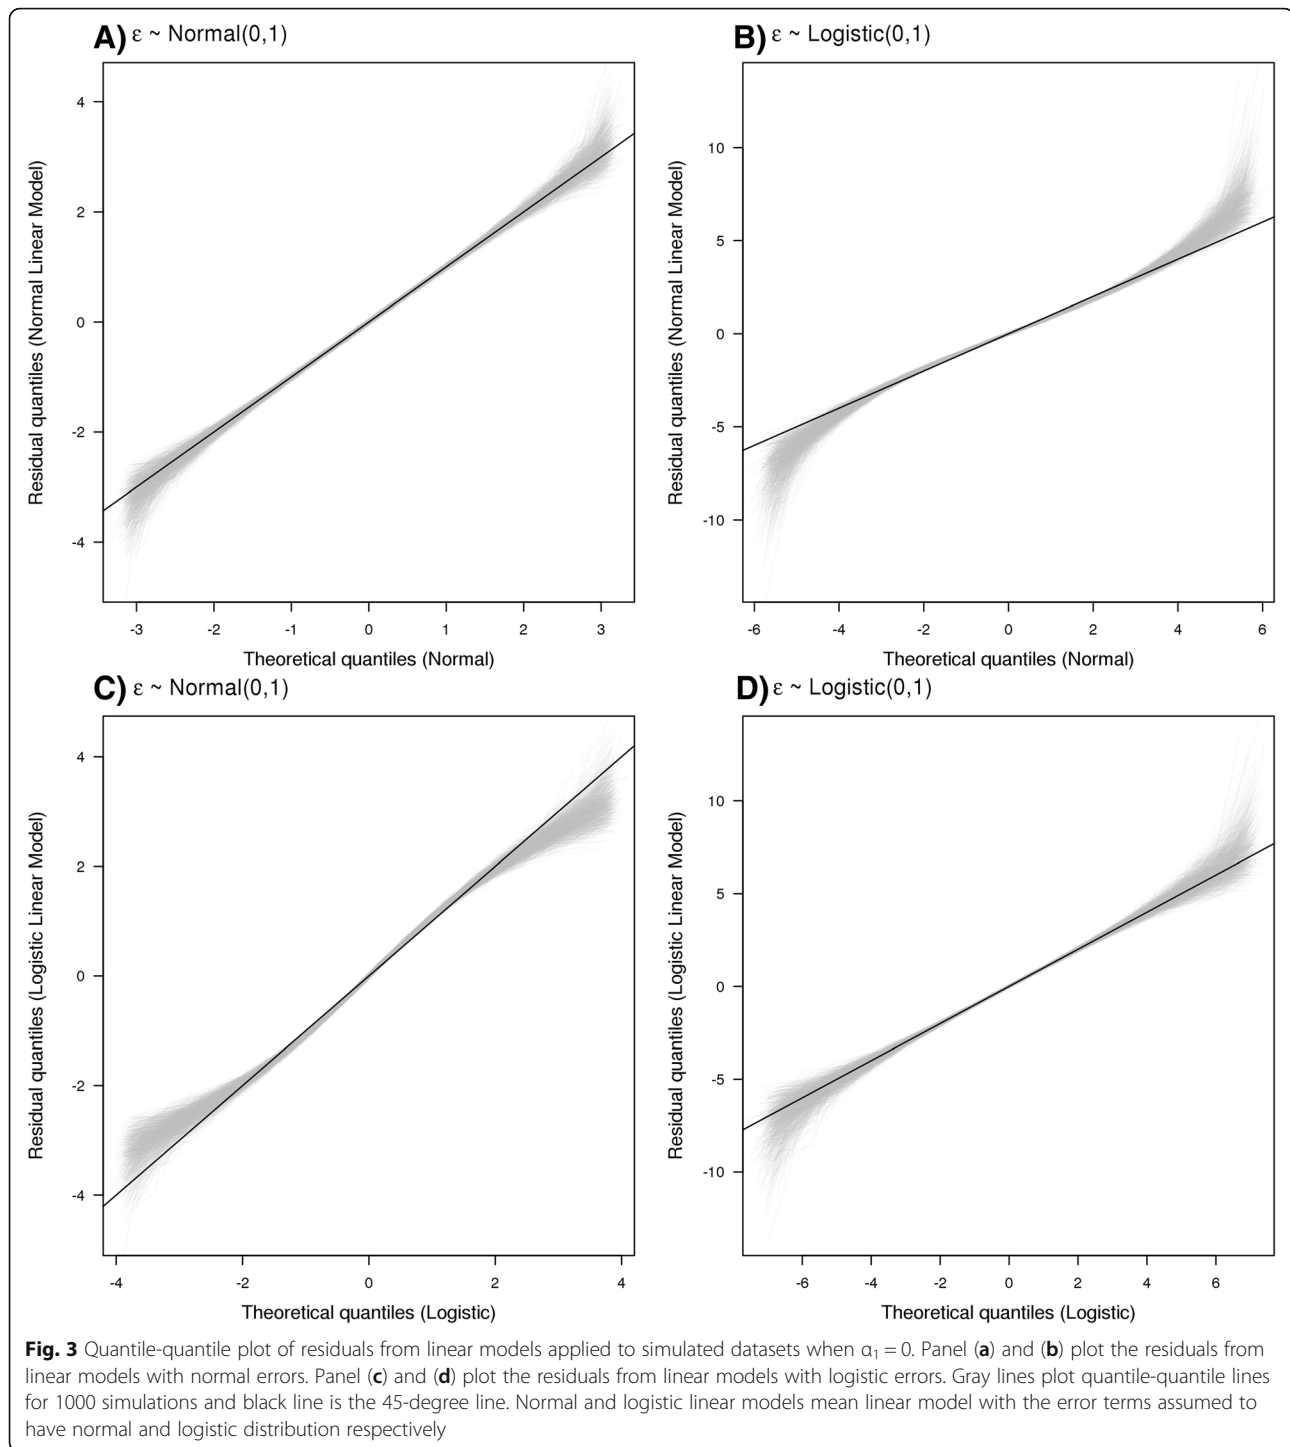 A) ε ~ Normal(0,1)
B) ε ~ Logistic(0,1)
Residual quantiles (Normal Linear Model)
4
2
0
-2
-4
-3 -2 -1 0 1 2 3
Theoretical quantiles (Normal)
Residual quantiles (Normal Linear Model)
10
5
0
-5
-10
-6 -4 -2 0 2 4 6
Theoretical quantiles (Normal)
C) ε ~ Normal(0,1)
D) ε ~ Logistic(0,1)
Residual quantiles (Logistic Linear Model)
4
2
0
-2
-4
-4 -2 0 2 4
Theoretical quantiles (Logistic)
Residual quantiles (Logistic Linear Model)
10
5
0
-5
-10
-6 -4 -2 0 2 4 6
Theoretical quantiles (Logistic)
Fig. 3 Quantile-quantile plot of residuals from linear models applied to simulated datasets when α₁ = 0. Panel (a) and (b) plot the residuals from
linear models with normal errors. Panel (c) and (d) plot the residuals from linear models with logistic errors. Gray lines plot quantile-quantile lines
for 1000 simulations and black line is the 45-degree line. Normal and logistic linear models mean linear model with the error terms assumed to
have normal and logistic distribution respectively